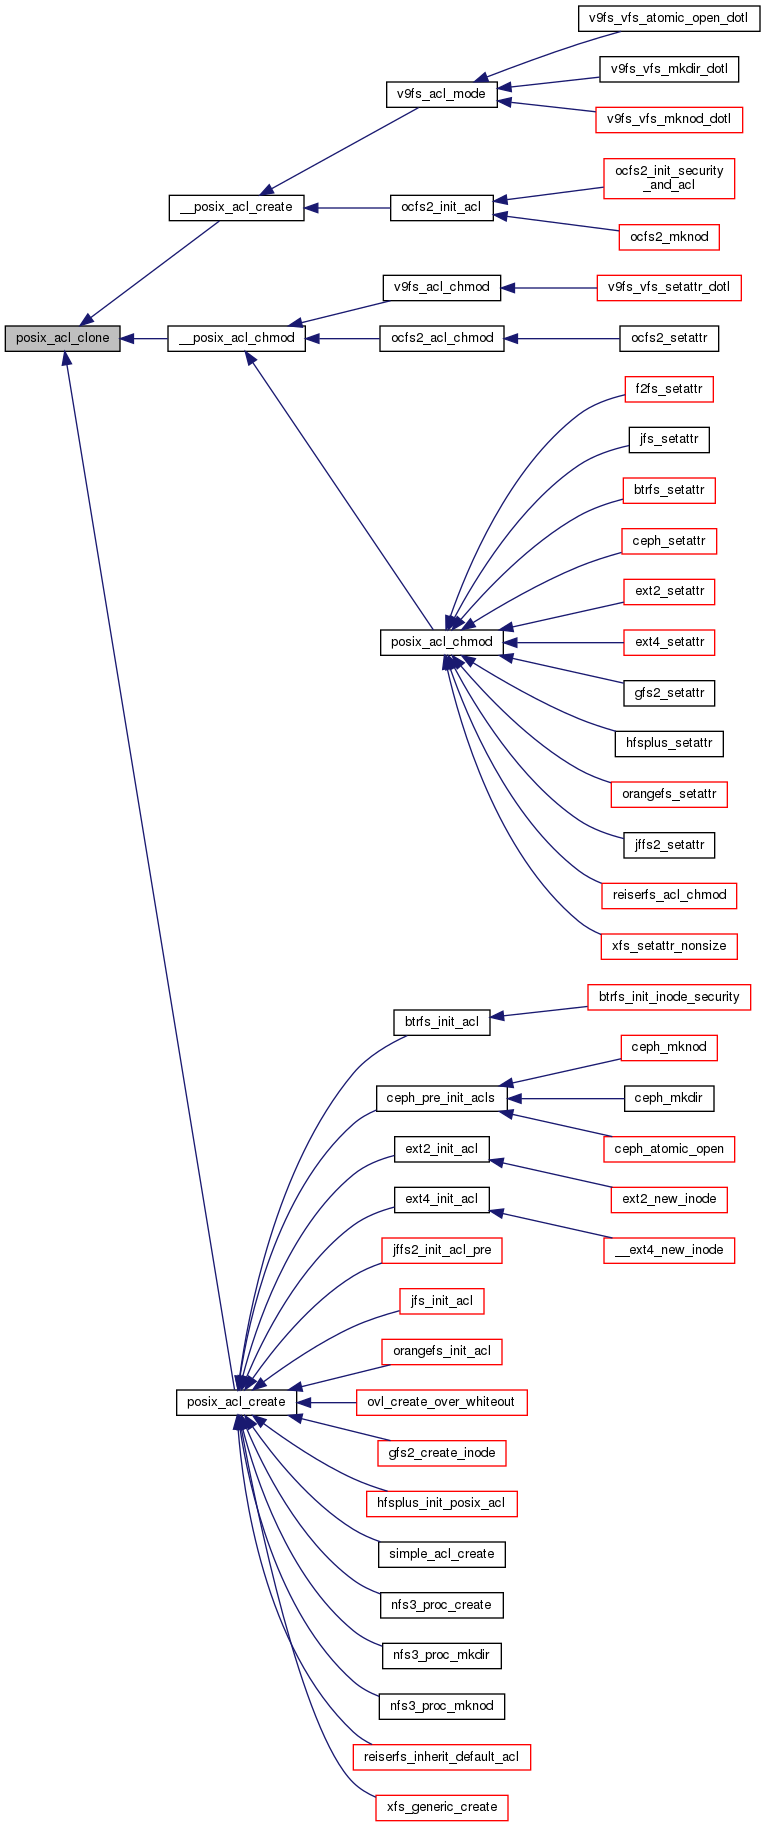 v9fs_vfs_atomic_open_dotl
v9fs_vfs_mkdir_dotl
v9fs_acl_mode
v9fs_vfs_mknod_dotl
ocfs2_init_security
_and_acl
__posix_acl_create
ocfs2_init_acl
ocfs2_mknod
v9fs_acl_chmod
v9fs_vfs_setattr_dotl
posix_acl_clone
__posix_acl_chmod
ocfs2_acl_chmod
ocfs2_setattr
f2fs_setattr
jfs_setattr
btrfs_setattr
ceph_setattr
ext2_setattr
posix_acl_chmod
ext4_setattr
gfs2_setattr
hfsplus_setattr
orangefs_setattr
jffs2_setattr
reiserfs_acl_chmod
xfs_setattr_nonsize
btrfs_init_inode_security
btrfs_init_acl
ceph_mknod
ceph_pre_init_acls
ceph_mkdir
ceph_atomic_open
ext2_init_acl
ext2_new_inode
ext4_init_acl
__ext4_new_inode
jffs2_init_acl_pre
jfs_init_acl
orangefs_init_acl
posix_acl_create
ovl_create_over_whiteout
gfs2_create_inode
hfsplus_init_posix_acl
simple_acl_create
nfs3_proc_create
nfs3_proc_mkdir
nfs3_proc_mknod
reiserfs_inherit_default_acl
xfs_generic_create